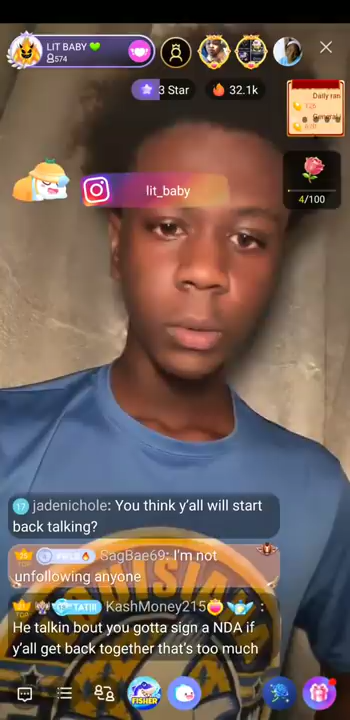 LIT BABY 💚
574
3 Star
32.1k
Daily ran
lit_baby
4/100
17 jadenichole: You think y'all will start
back talking?
TOP SagBae69: I'm not
unfollowing anyone
TOP KashMoney215 :
He talkin bout you gotta sign a NDA if
y'all get back together that's too much
FISHER